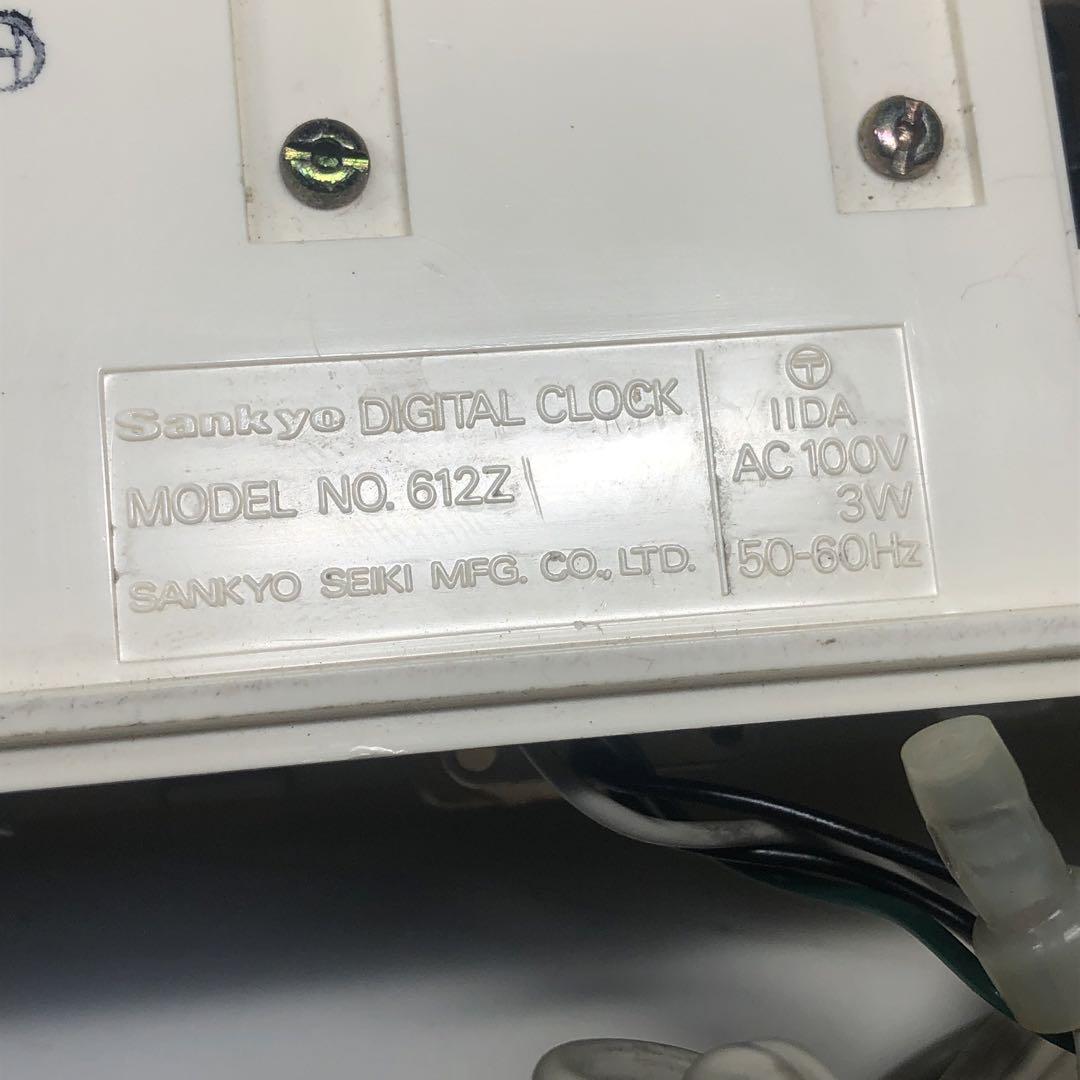 Sankyo DIGITAL CLOCK
MODEL NO. 612Z
SANKYO SEIKI MFG. CO., LTD.
T
IIDA
AC 100V
3W
50-60Hz